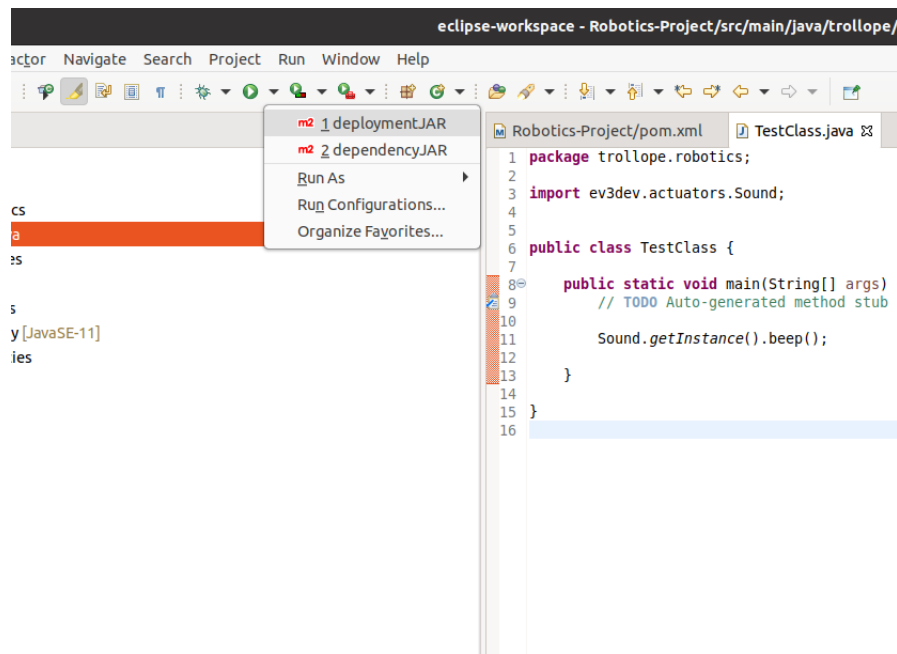 eclipse-workspace - Robotics-Project/src/main/java/trollope/
actor Navigate Search Project Run Window Help
1 deploymentJAR
2 dependencyJAR
Run As
Run Configurations...
Organize Favorites...
cs
a
es
s
y [JavaSE-11]
ies
Robotics-Project/pom.xml TestClass.java
1 package trollope.robotics;
2
3 import ev3dev.actuators.Sound;
4
5
6 public class TestClass {
7
8 public static void main(String[] args)
9 // TODO Auto-generated method stub
10
11 Sound.getInstance().beep();
12
13 }
14
15 }
16